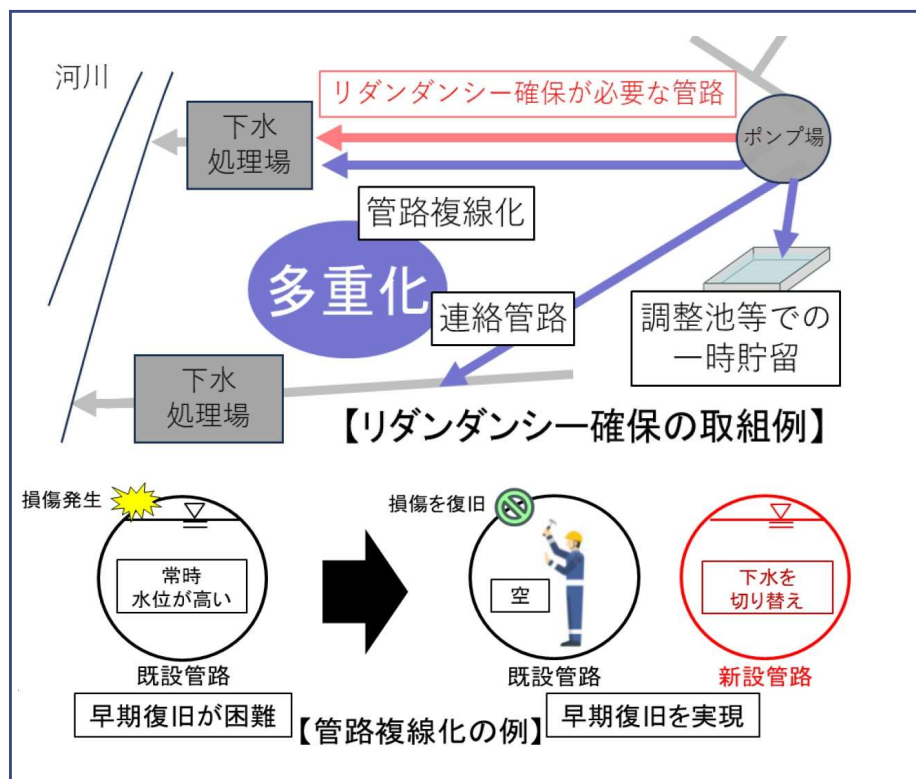 河川
リダンダンシー確保が必要な管路
下水
処理場
ポンプ場
管路複線化
多重化
連絡管路
調整池等での
一時貯留
下水
処理場
【リダンダンシー確保の取組例】
損傷発生
常時
水位が高い
既設管路
早期復旧が困難
損傷を復旧
空
既設管路
下水を
切り替え
新設管路
早期復旧を実現
【管路複線化の例】